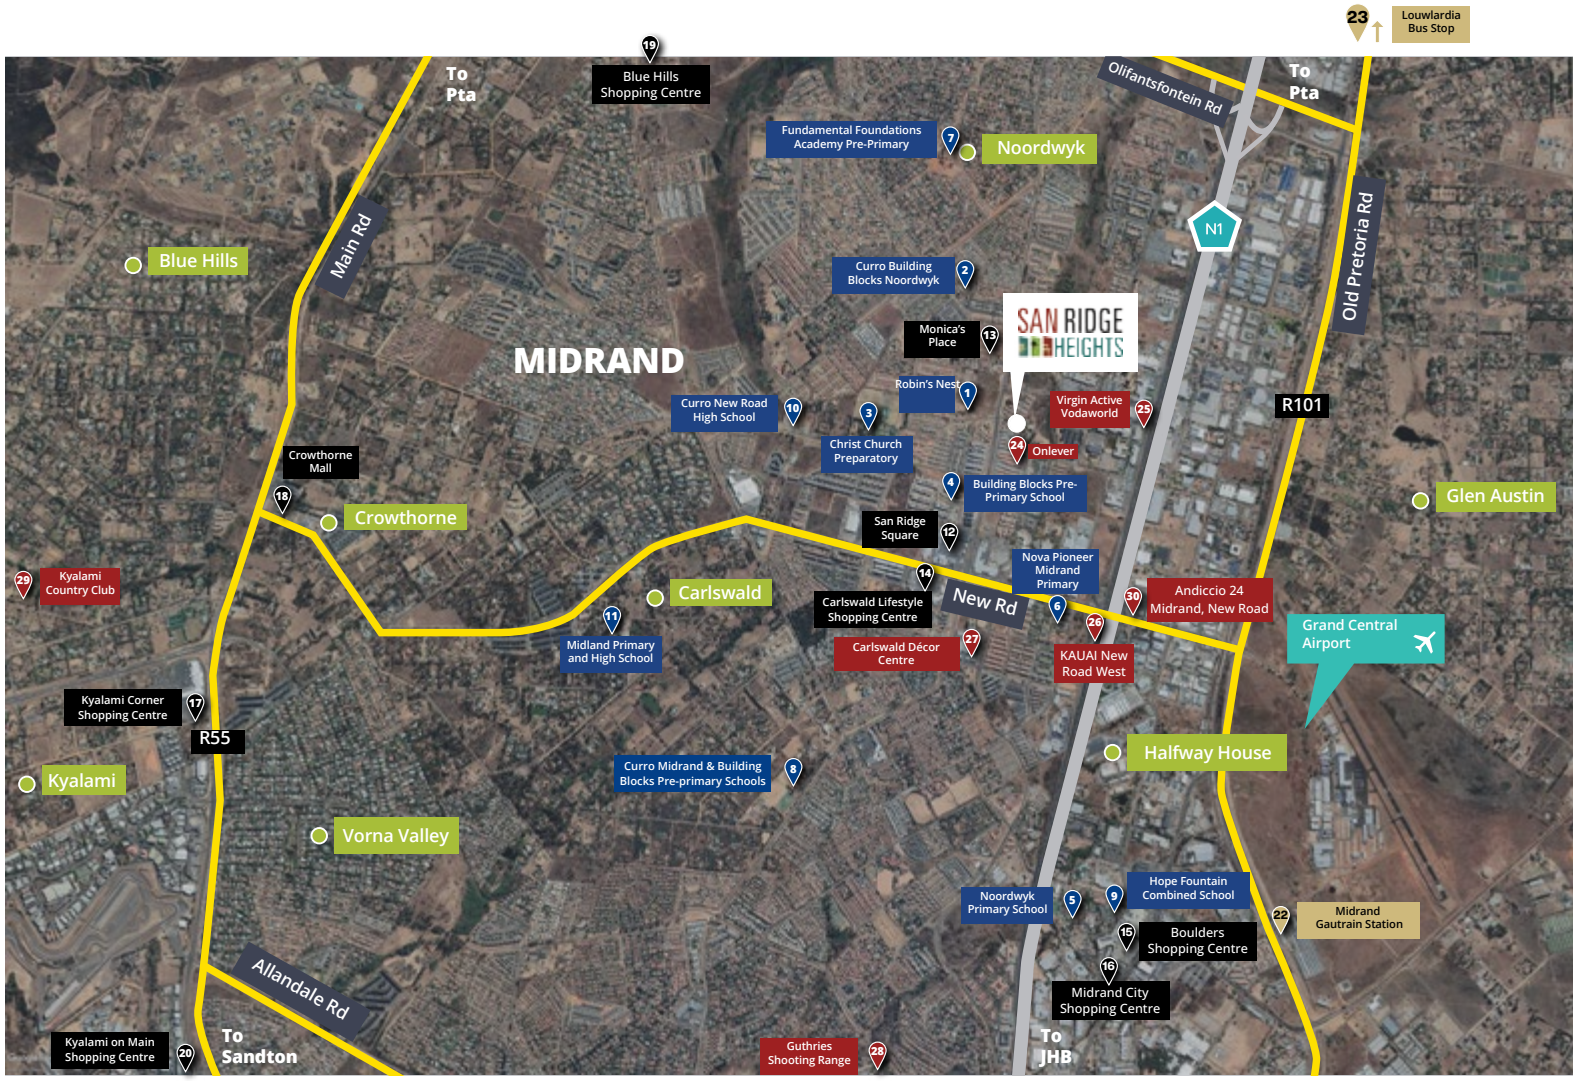 23
Louwlardia
Bus Stop
19
Blue Hills
Shopping Centre
To
Pta
To
Pta
Olifantsfontein Rd
Fundamental Foundations
Academy Pre-Primary
7
Noordwyk
Main Rd
Blue Hills
N1
Old Pretoria Rd
Curro Building
Blocks Noordwyk
2
SAN RIDGE
HEIGHTS
Monica's
Place
13
MIDRAND
Robin's Nest
1
Curro New Road
High School
10
3
Christ Church
Preparatory
Virgin Active
Vodaworld
25
R101
24
Onlever
Crowthorne
Mall
18
Crowthorne
4
Building Blocks Pre-
Primary School
Glen Austin
San Ridge
Square
12
Nova Pioneer
Midrand
Primary
6
29
Kyalami
Country Club
14
Carlswald Lifestyle
Shopping Centre
New Rd
Carlswald
11
Midland Primary
and High School
30
Andiccio 24
Midrand, New Road
26
KAUAI New
Road West
27
Carlswald Décor
Centre
Grand Central
Airport
Kyalami Corner
Shopping Centre
17
R55
Halfway House
Kyalami
Curro Midrand & Building
Blocks Pre-primary Schools
8
Vorna Valley
Noordwyk
Primary School
5
9
Hope Fountain
Combined School
22
Midrand
Gautrain Station
15
Boulders
Shopping Centre
16
Midrand City
Shopping Centre
Allandale Rd
To
Sandton
To
JHB
Kyalami on Main
Shopping Centre
20
Guthries
Shooting Range
28